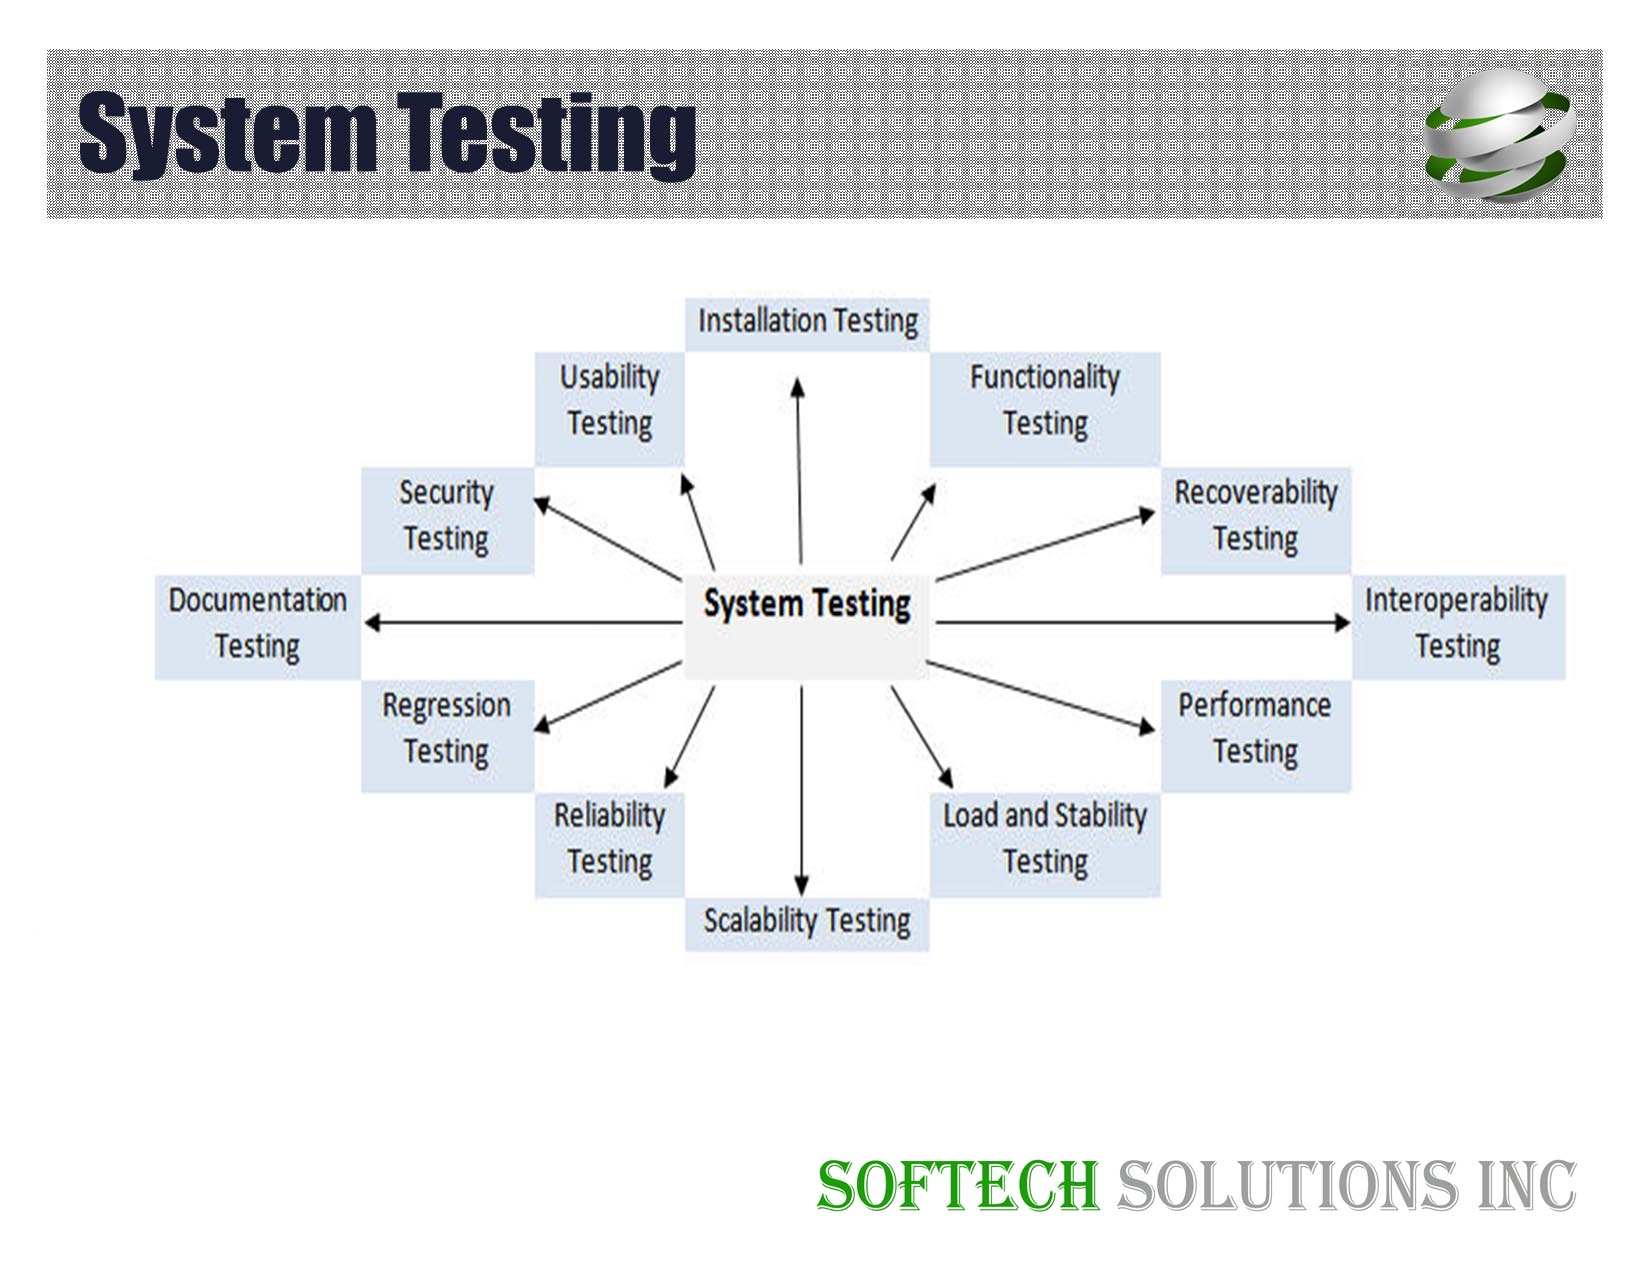 System Testing
Installation Testing
Usability
Testing
Functionality
Testing
Security
Testing
Recoverability
Testing
Documentation
Testing
System Testing
Interoperability
Testing
Regression
Testing
Performance
Testing
Reliability
Testing
Load and Stability
Testing
Scalability Testing
SOFTECH SOLUTIONS INC